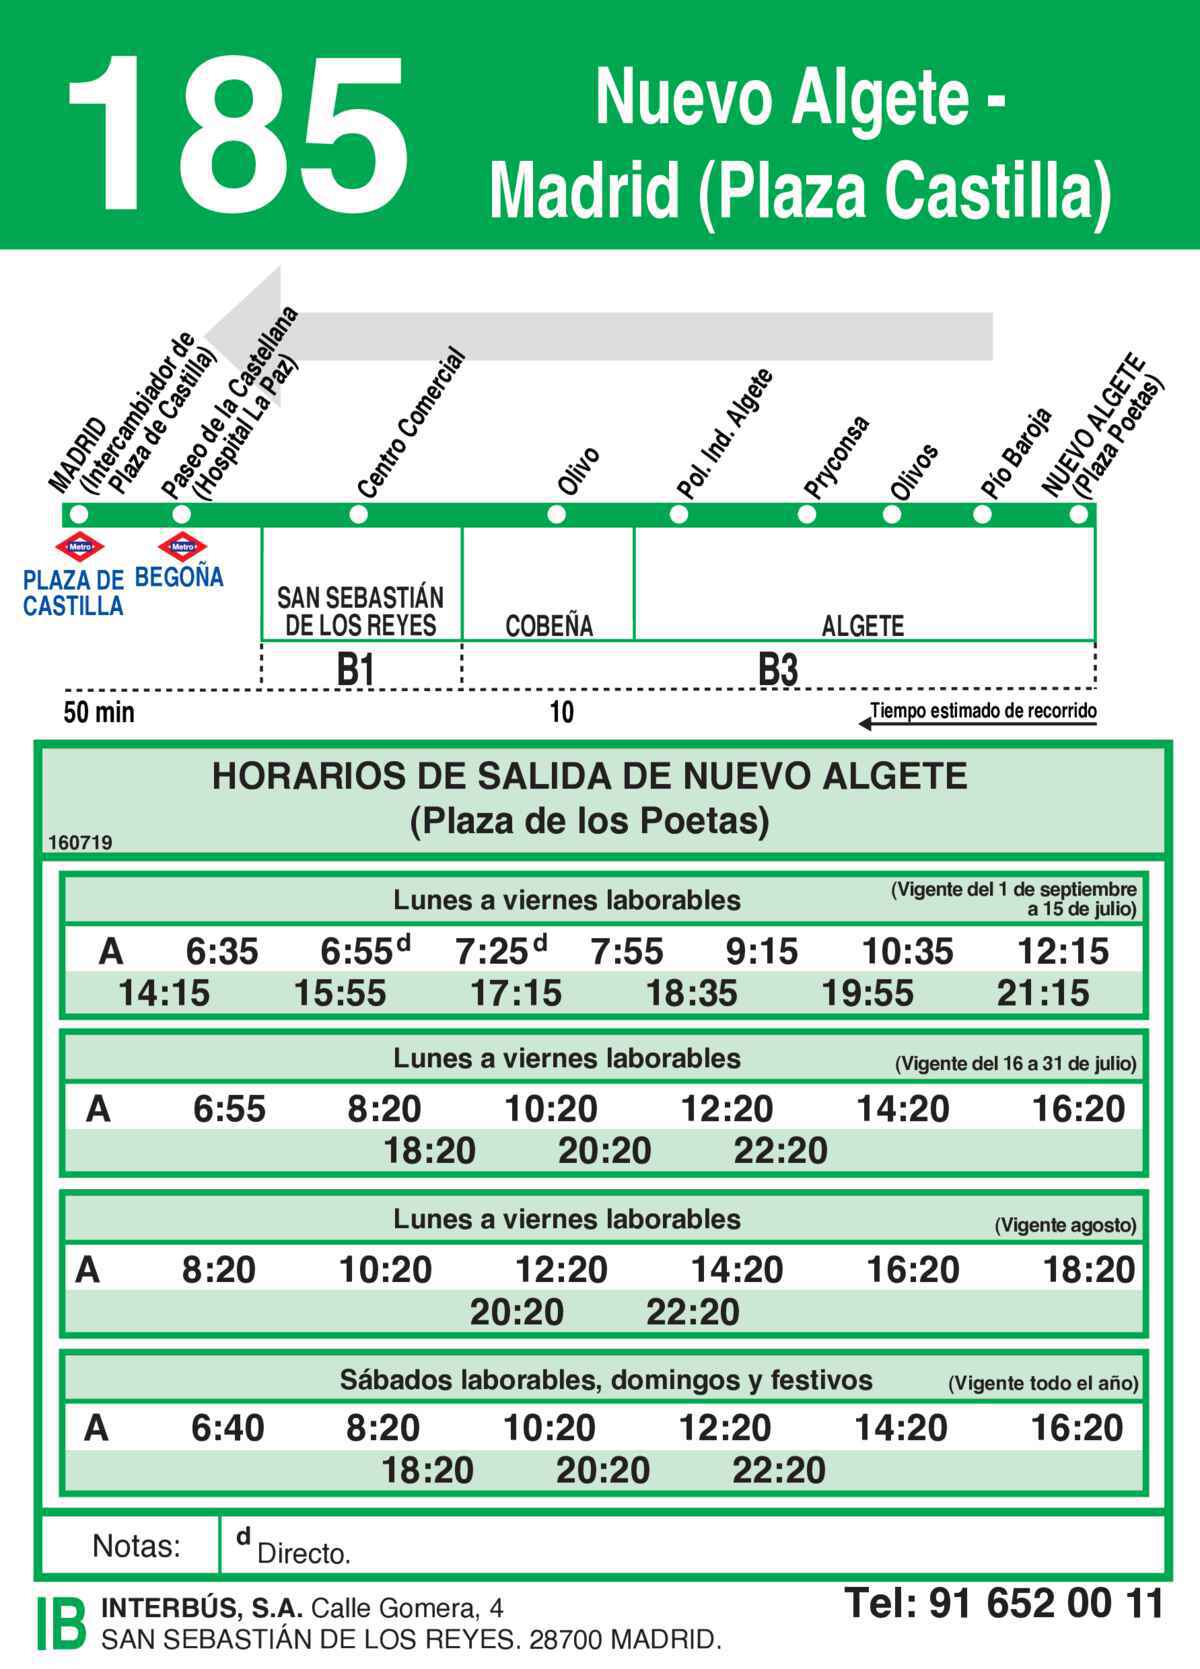 185
Nuevo Algete -
Madrid (Plaza Castilla)
MADRID
(Intercambiador de
Plaza de Castilla)
Paseo de la Castellana
(Hospital La Paz)
Centro Comercial
Olivo
Pol. Ind. Algete
Pryconsa
Olivos
Pío Baroja
NUEVO ALGETE
(Plaza Poetas)
Metro
Metro
PLAZA DE
CASTILLA
BEGOÑA
SAN SEBASTIÁN
DE LOS REYES
COBEÑA
ALGETE
B1
B3
50 min
10
Tiempo estimado de recorrido
HORARIOS DE SALIDA DE NUEVO ALGETE
(Plaza de los Poetas)
160719
Lunes a viernes laborables
(Vigente del 1 de septiembre
a 15 de julio)
A 6:35 6:55 d 7:25 d 7:55 9:15 10:35 12:15
14:15 15:55 17:15 18:35 19:55 21:15
Lunes a viernes laborables (Vigente del 16 a 31 de julio)
A 6:55 8:20 10:20 12:20 14:20 16:20
18:20 20:20 22:20
Lunes a viernes laborables (Vigente agosto)
A 8:20 10:20 12:20 14:20 16:20 18:20
20:20 22:20
Sábados laborables, domingos y festivos (Vigente todo el año)
A 6:40 8:20 10:20 12:20 14:20 16:20
18:20 20:20 22:20
Notas: d Directo.
IB
INTERBÚS, S.A. Calle Gomera, 4
SAN SEBASTIÁN DE LOS REYES. 28700 MADRID.
Tel: 91 652 00 11